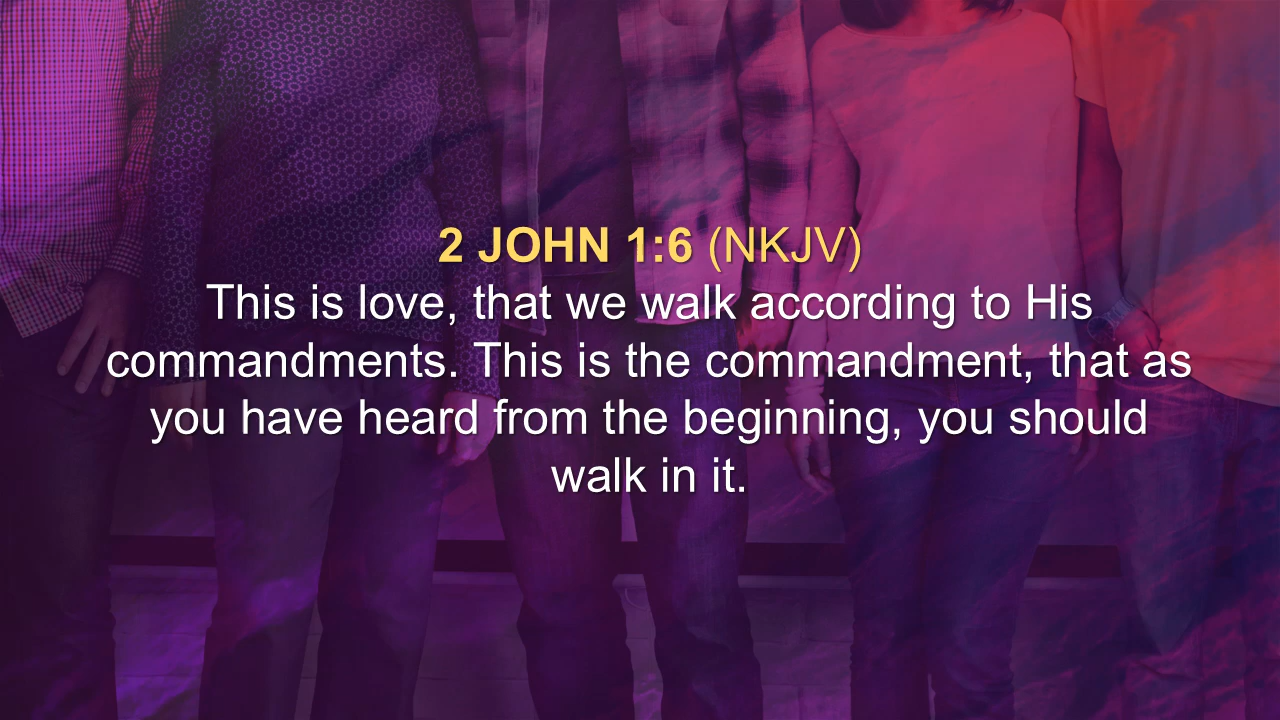 2 JOHN 1:6 (NKJV)
This is love, that we walk according to His
commandments. This is the commandment, that as
you have heard from the beginning, you should
walk in it.